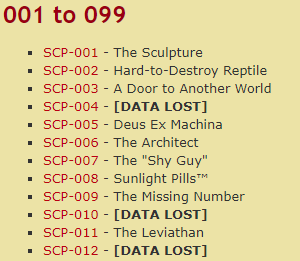 001 to 099
SCP-001 - The Sculpture
SCP-002 - Hard-to-Destroy Reptile
SCP-003 - A Door to Another World
SCP-004 - [DATA LOST]
SCP-005 - Deus Ex Machina
SCP-006 - The Architect
SCP-007 - The "Shy Guy"
SCP-008 - Sunlight Pills™
SCP-009 - The Missing Number
SCP-010 - [DATA LOST]
SCP-011 - The Leviathan
SCP-012 - [DATA LOST]